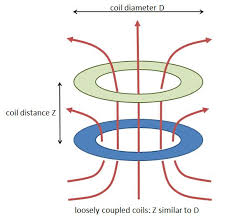 coil diameter D
coil distance Z
loosely coupled coils: Z similar to D